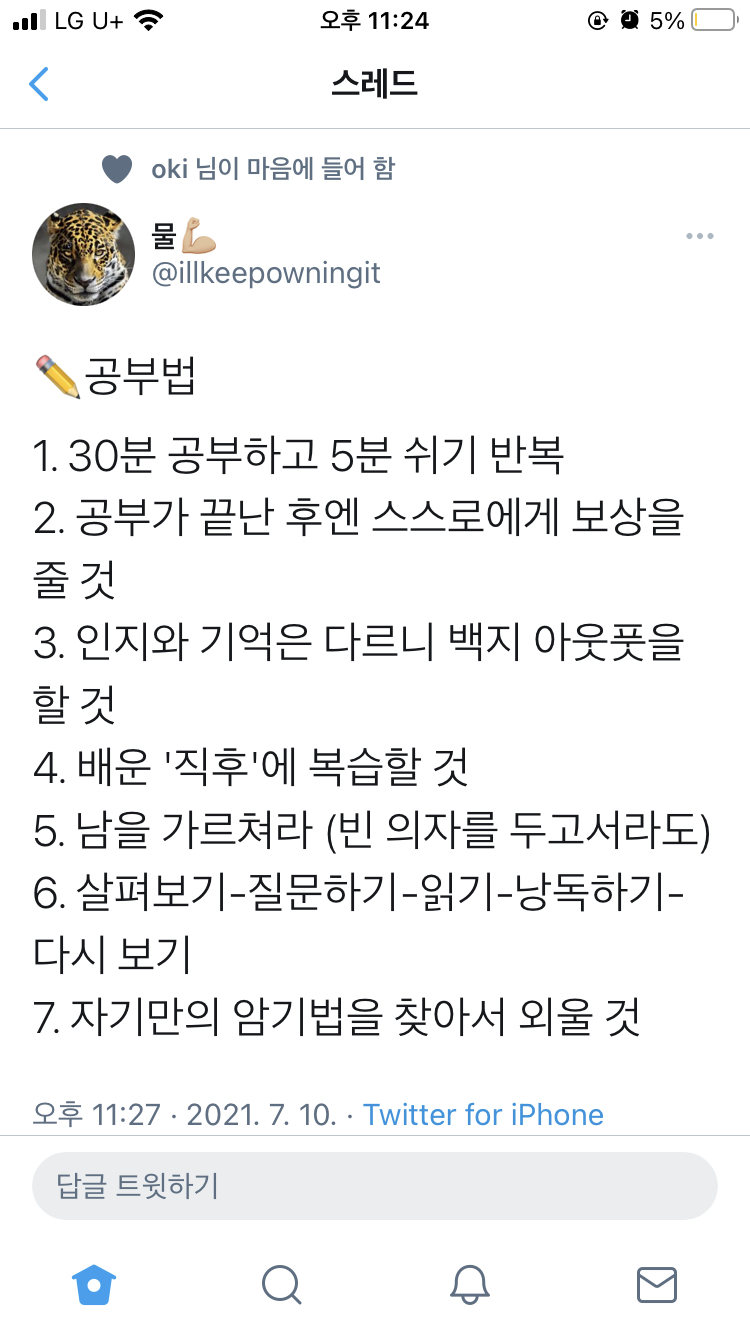 LG U+ 오후 11:24 5%
스레드
oki 님이 마음에 들어 함
물💪🏼
@illkeepowningit
✏️공부법
1. 30분 공부하고 5분 쉬기 반복
2. 공부가 끝난 후엔 스스로에게 보상을
줄 것
3. 인지와 기억은 다르니 백지 아웃풋을
할 것
4. 배운 '직후'에 복습할 것
5. 남을 가르쳐라 (빈 의자를 두고서라도)
6. 살펴보기-질문하기-읽기-낭독하기-
다시 보기
7. 자기만의 암기법을 찾아서 외울 것
오후 11:27 · 2021. 7. 10. · Twitter for iPhone
답글 트윗하기